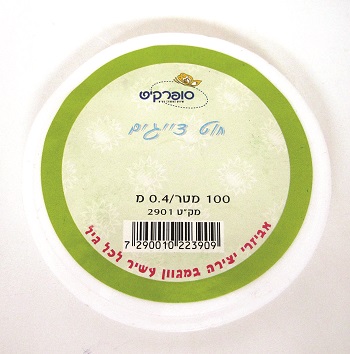 סופרקיט
חוט דייגים
100 מטר/0.4 מ
מק״ט 2901
7 290010 223909
אביזרי יצירה במגוון עשיר לכל גיל